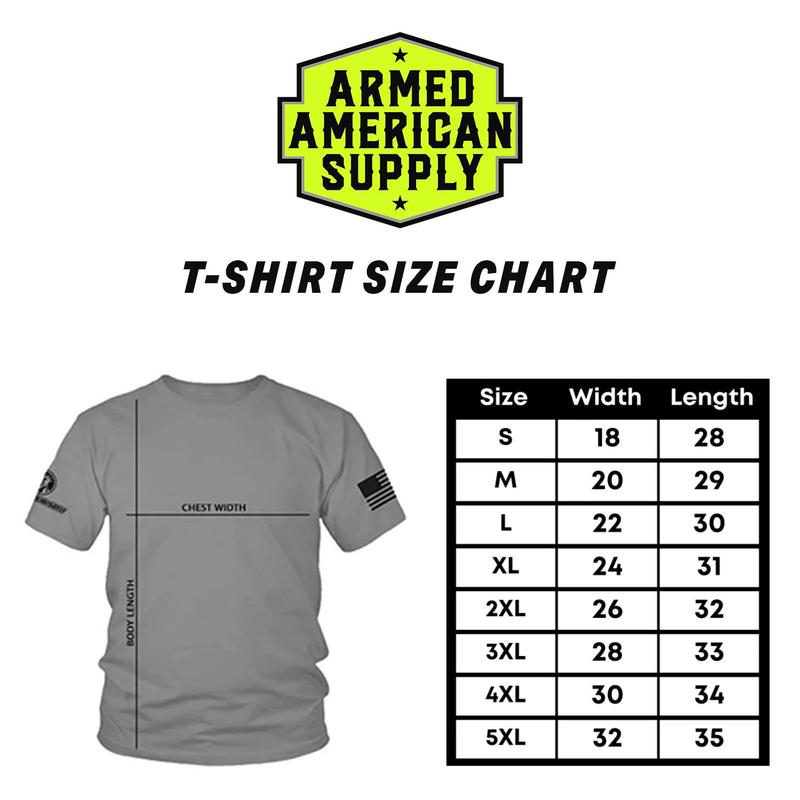 ARMED
AMERICAN
SUPPLY
T-SHIRT SIZE CHART
CHEST WIDTH
BODY LENGTH
Size Width Length
S 18 28
M 20 29
L 22 30
XL 24 31
2XL 26 32
3XL 28 33
4XL 30 34
5XL 32 35